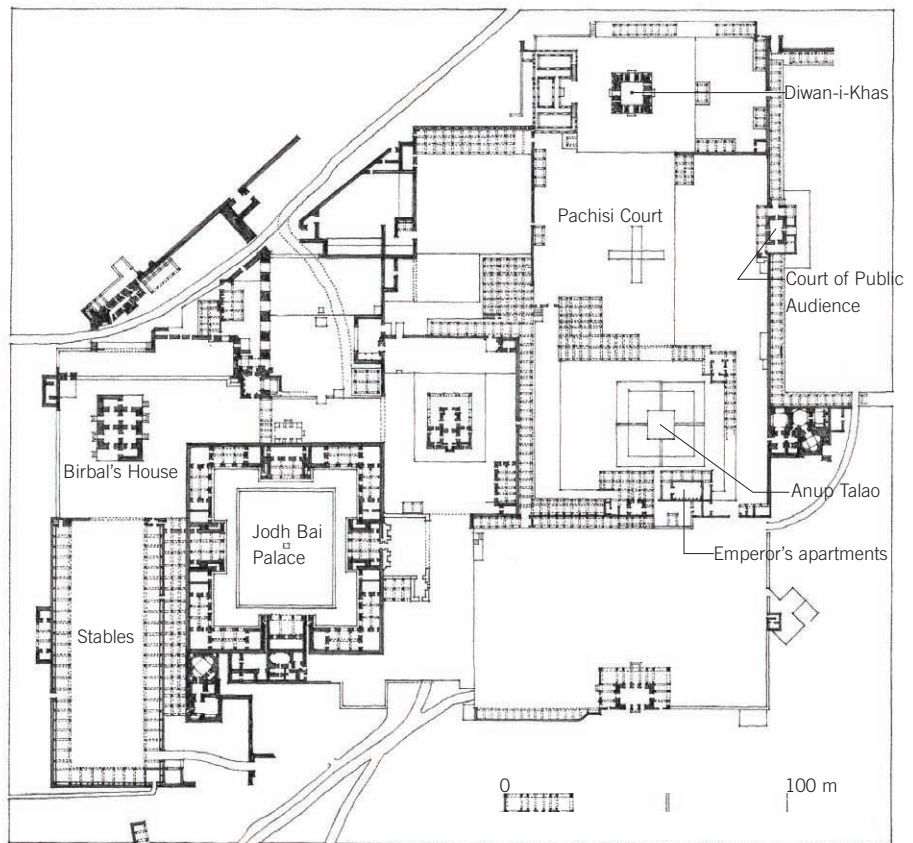 Diwan-i-Khas
Pachisi Court
Court of Public
Audience
Birbal's House
Anup Talao
Jodh Bai
Palace
Emperor's apartments
Stables
0
100 m